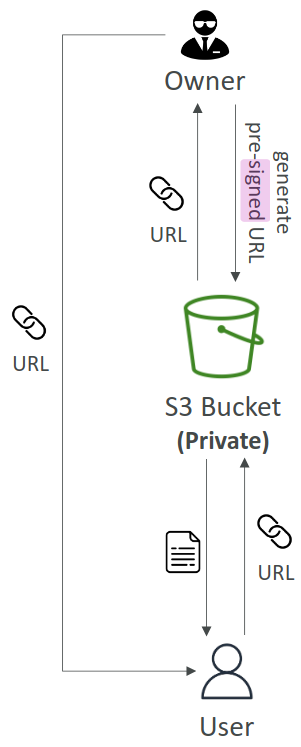 Owner
generate
pre-signed URL
URL
URL
S3 Bucket
(Private)
URL
User